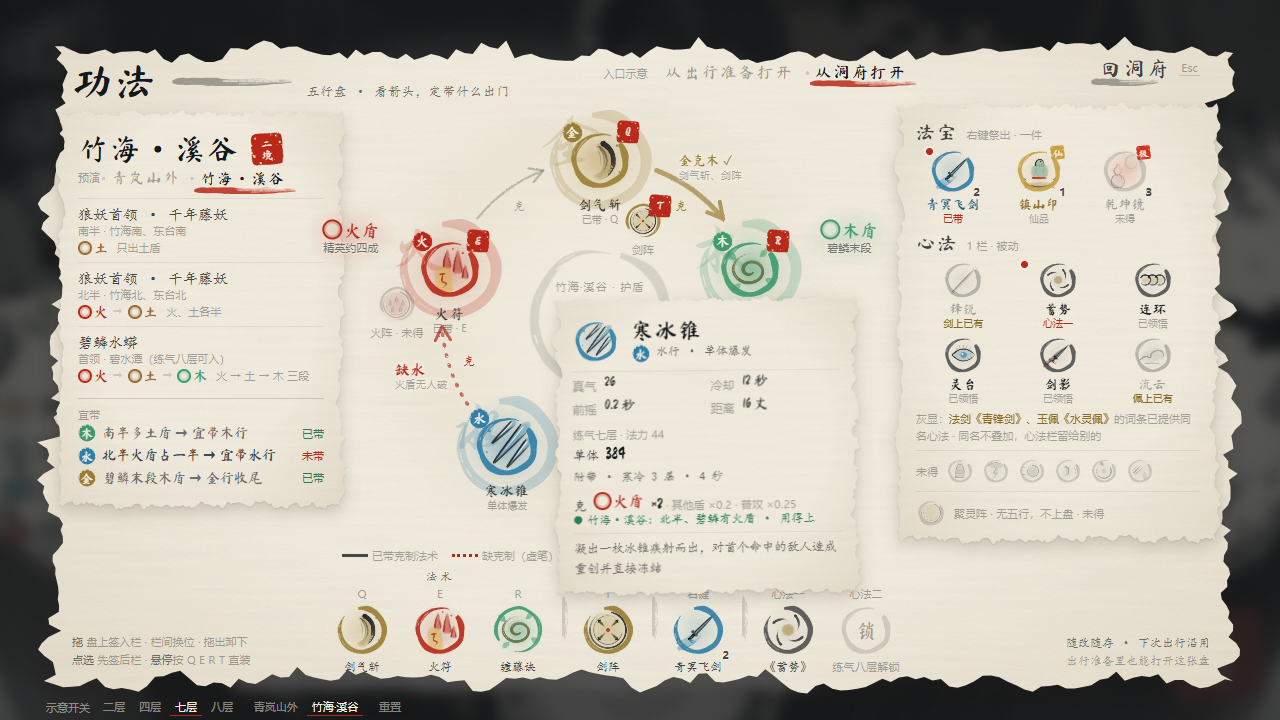 功法
五行盘 • 看箭头，定带什么出门
入口示意 从出行准备打开 · 从洞府打开
回洞府 Esc
竹海·溪谷 二境
预演· 青岚山外 · 竹海·溪谷
狼妖首领 • 千年藤妖
南半·竹海南、东台南
土 只出土盾
狼妖首领 • 千年藤妖
北半·竹海北、东台北
火 → 土 火、土各半
碧鳞水蟒
首领·碧水潭（练气八层可入）
火 → 土 → 木 火→土→木 三段
宜带
木 南半多土盾→宜带木行 已带
水 北半火盾占一半→宜带水行 未带
金 碧鳞末段木盾→金行收尾 已带
金 Q
剑气斩
已带·Q
金克木 ✓
剑气斩、剑阵
克
克
T
剑阵
火盾
精英约四成
火 E
火符
已带·E
火阵·未得
木 R
木盾
碧鳞末段
竹海·溪谷·护盾
缺水
火盾无人破
克
水
寒冰锥
单体爆发
寒冰锥
水 水行 • 单体爆发
真气 26 冷却 12 秒
前摇 0.2 秒 距离 16 丈
练气七层·法力 44
单体 384
附带 • 寒冷 3 层 • 4 秒
克 火盾 ×2 · 其他盾 ×0.2 · 普攻 ×0.25
竹海·溪谷：北半、碧鳞有火盾 • 用得上
凝出一枚冰锥疾射而出，对首个命中的敌人造成
重创并直接冻结
法宝 右键祭出·一件
2 仙 1 残 3
青冥飞剑 镇山印 乾坤镜
已带 仙品 未得
心法 1 栏·被动
锋锐 蓄势 连环
剑上已有 心法一 已领悟
灵台 剑影 流云
已领悟 已领悟 佩上已有
灰显：法剑《青锋剑》、玉佩《水灵佩》的词条已提供同
名心法·同名不叠加，心法栏留给别的
未得
聚灵阵·无五行，不上盘·未得
已带克制法术 缺克制（虚笔）
法术
Q E R T 右键 心法一 心法二
锁
2
剑气斩 火符 缠藤诀 剑阵 青冥飞剑 《蓄势》 练气八层解锁
拖 盘上签入栏·栏间换位·拖出卸下
点选 先签后栏·悬停按 Q E R T 直装
随改随存 • 下次出行沿用
出行准备里也能打开这张盘
示意开关 二层 四层 七层 八层 青岚山外 竹海·溪谷 重置